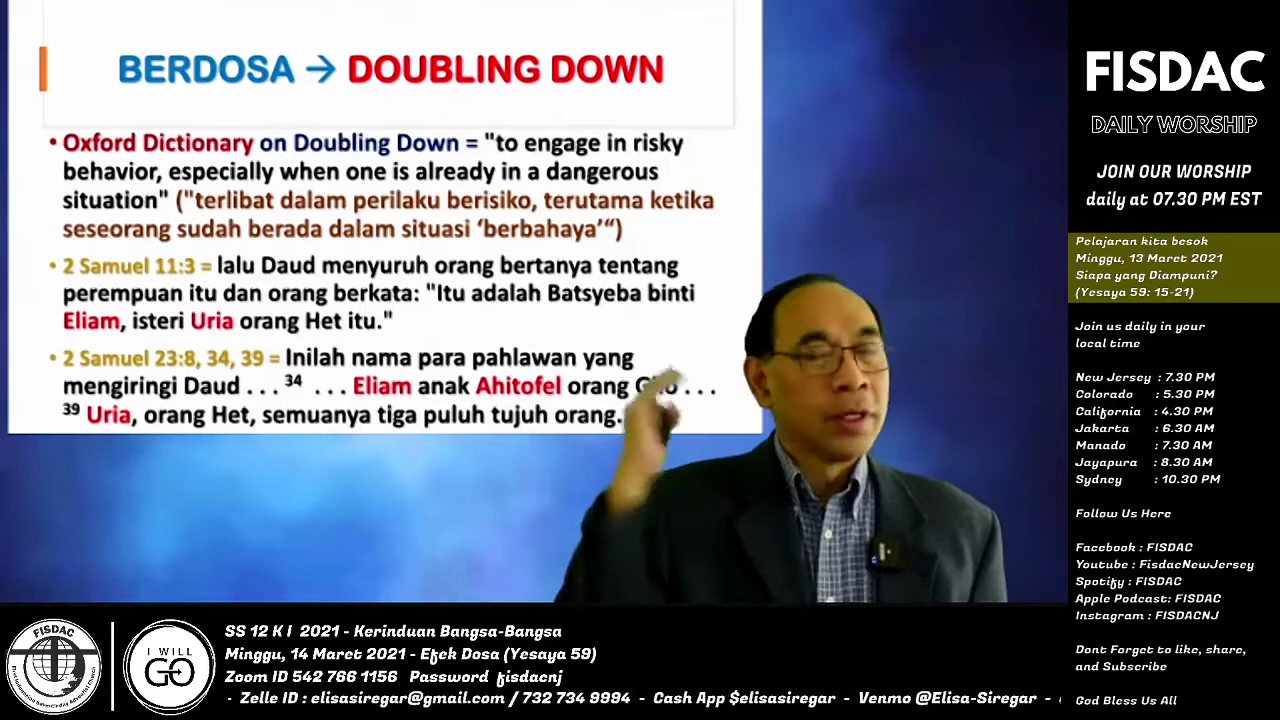 BERDOSA → DOUBLING DOWN
• Oxford Dictionary on Doubling Down = "to engage in risky
behavior, especially when one is already in a dangerous
situation" ("terlibat dalam perilaku berisiko, terutama ketika
seseorang sudah berada dalam situasi ‘berbahaya’“)
• 2 Samuel 11:3 = lalu Daud menyuruh orang bertanya tentang
perempuan itu dan orang berkata: "Itu adalah Batsyeba binti
Eliam, isteri Uria orang Het itu."
• 2 Samuel 23:8, 34, 39 = Inilah nama para pahlawan yang
mengiringi Daud . . . 34 . . . Eliam anak Ahitofel orang . . .
39 Uria, orang Het, semuanya tiga puluh tujuh orang.
FISDAC
DAILY WORSHIP
JOIN OUR WORSHIP
daily at 07.30 PM EST
Pelajaran kita besok
Minggu, 13 Maret 2021
Siapa yang Diampuni?
(Yesaya 59: 15-21)
Join us daily in your
local time
New Jersey : 7.30 PM
Colorado : 5.30 PM
California : 4.30 PM
Jakarta : 6.30 AM
Manado : 7.30 AM
Jayapura : 8.30 AM
Sydney : 10.30 PM
Follow Us Here
Facebook : FISDAC
Youtube : FisdacNewJersey
Spotify : FISDAC
Apple Podcast: FISDAC
Instagram : FISDACNJ
Dont Forget to like, share,
and Subscribe
God Bless Us All
FISDAC
I WILL
GO
SS 12 K I 2021 - Kerinduan Bangsa-Bangsa
Minggu, 14 Maret 2021 - Efek Dosa (Yesaya 59)
Zoom ID 542 766 1156 Password fisdacnj
- Zelle ID : elisasiregar@gmail.com / 732 734 9994 - Cash App $elisasiregar - Venmo @Elisa-Siregar -